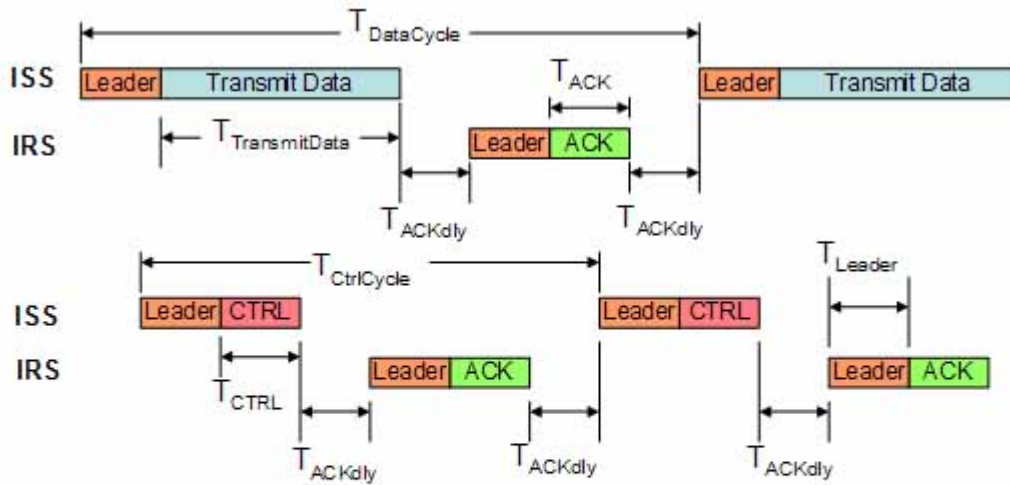 T DataCycle
ISS Leader Transmit Data T ACK Leader Transmit Data
IRS T TransmitData Leader ACK
T ACKdly T ACKdly
T CtrlCycle T Leader
ISS Leader CTRL Leader CTRL
IRS Leader ACK Leader ACK
T CTRL
T ACKdly T ACKdly T ACKdly